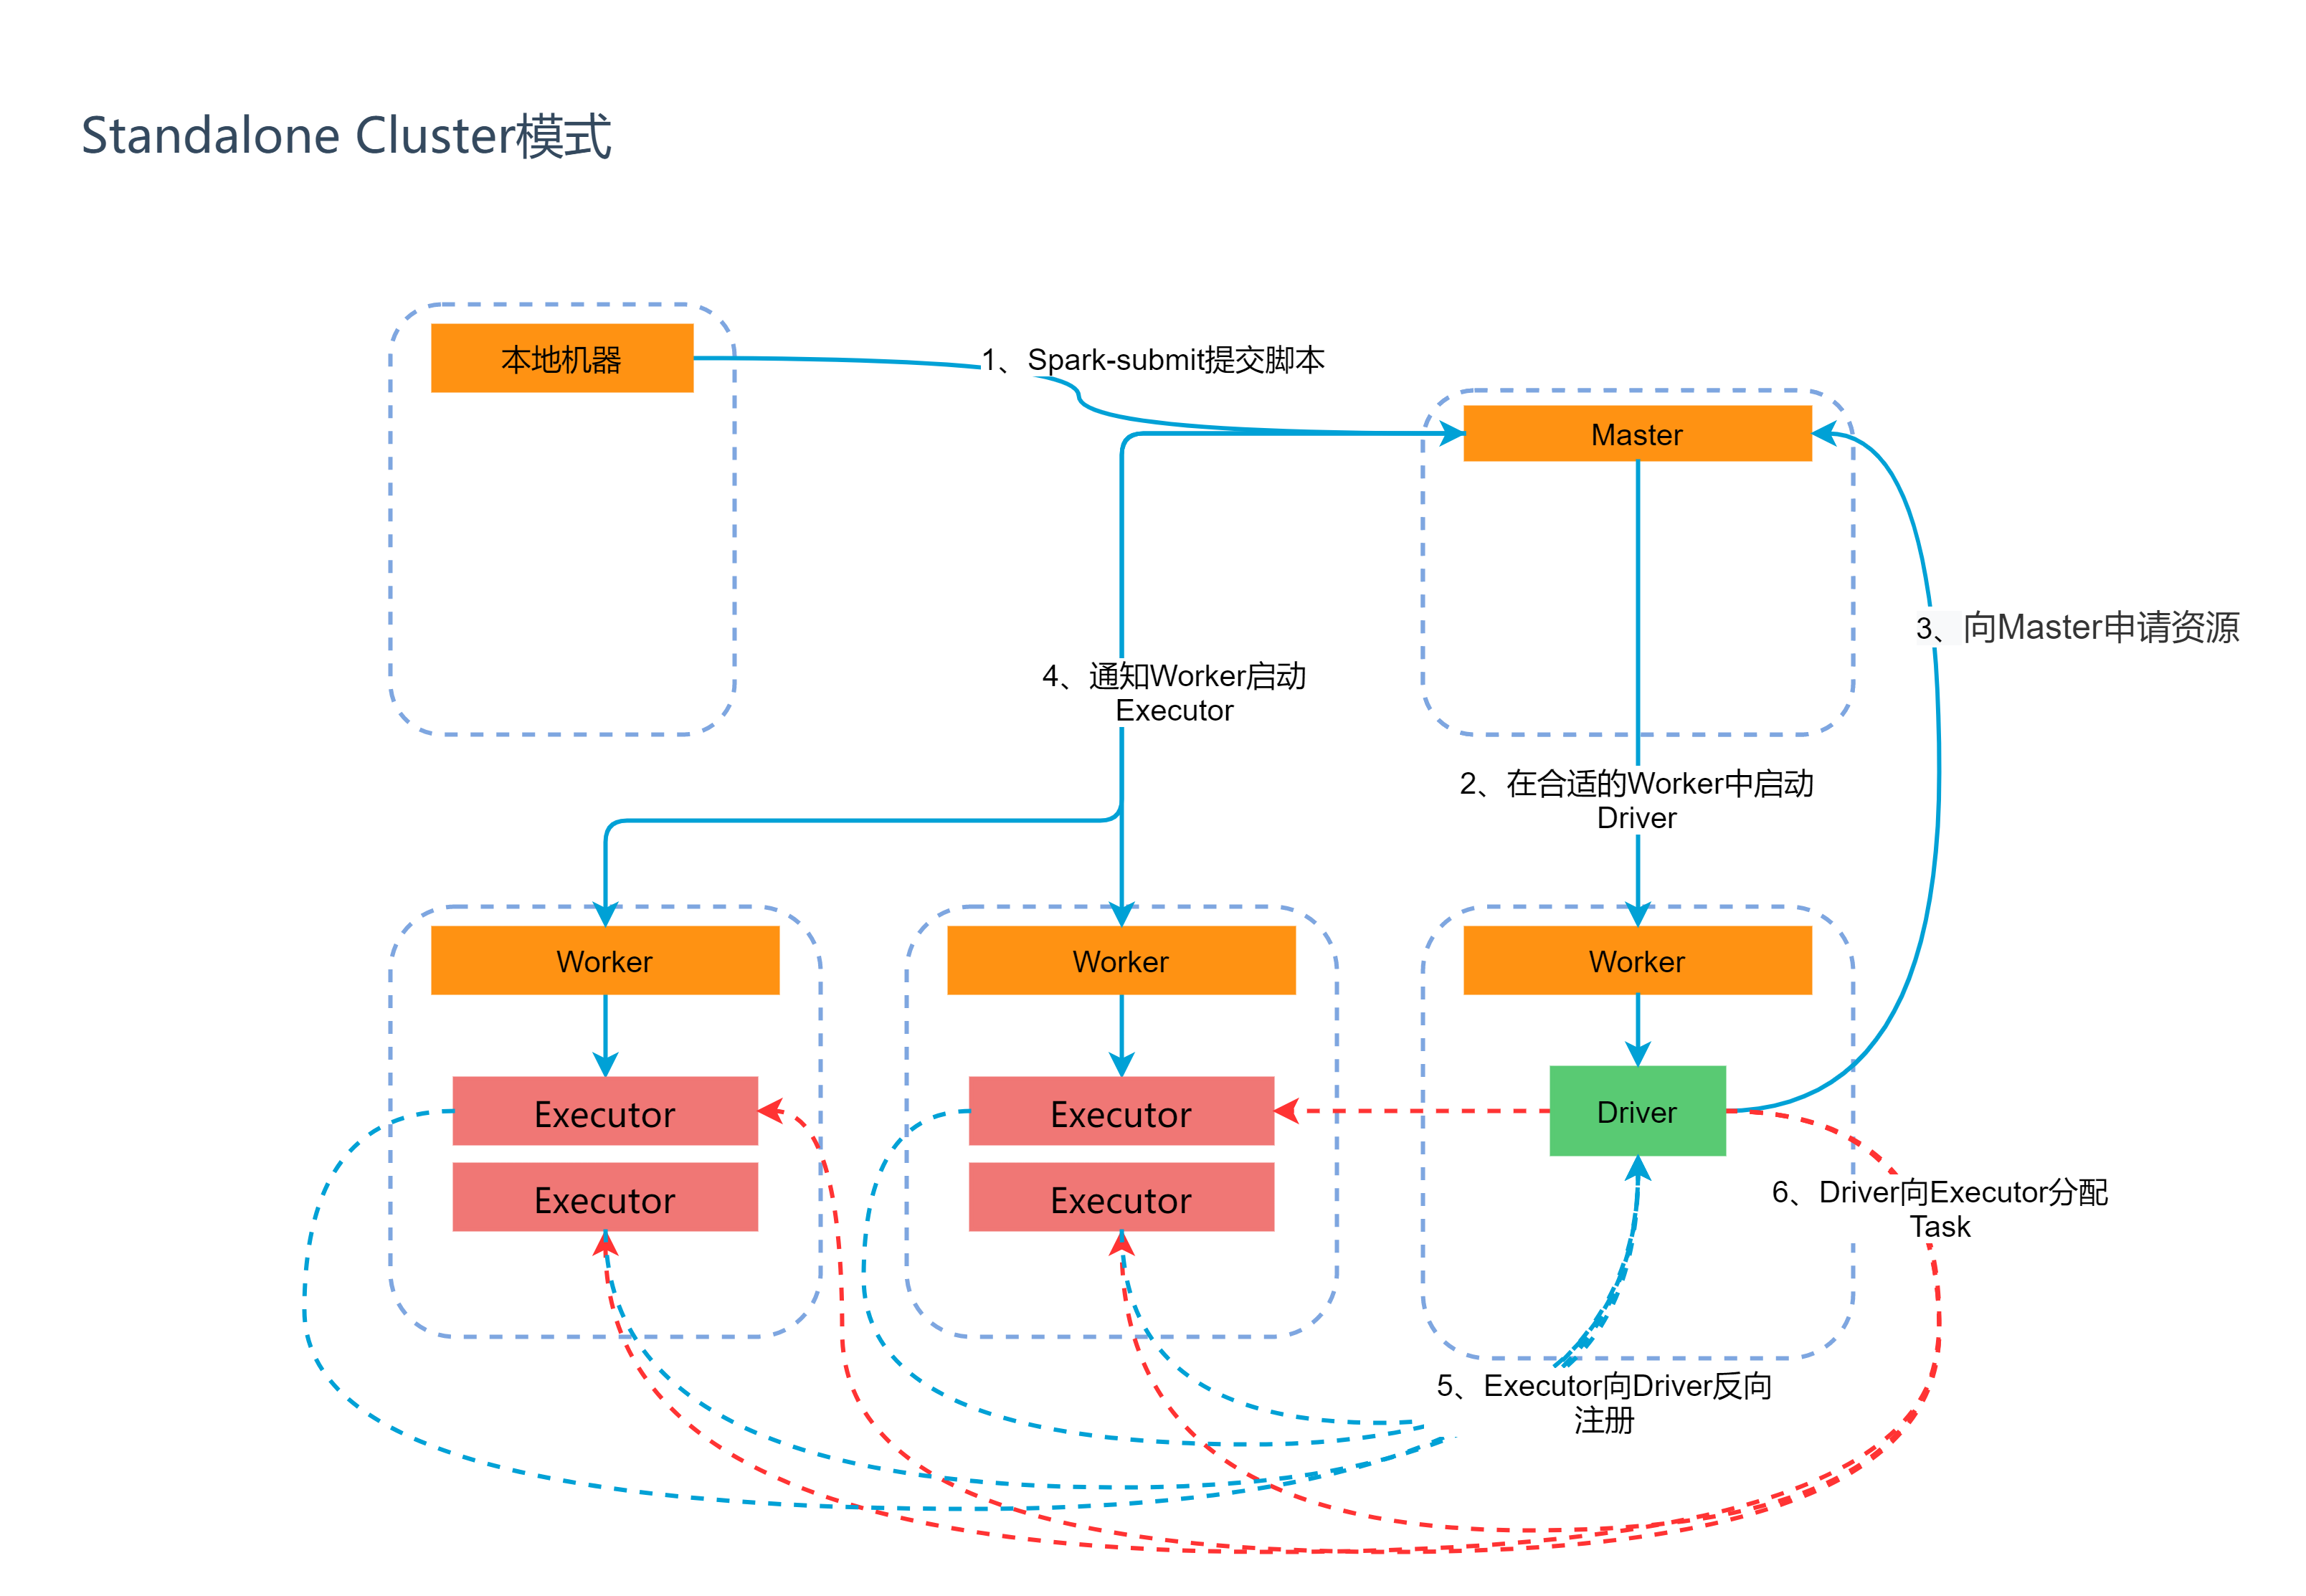 Standalone Cluster模式
本地机器
1、Spark-submit提交脚本
Master
3、向Master申请资源
4、通知Worker启动
Executor
2、在合适的Worker中启动
Driver
Worker
Worker
Worker
Executor
Executor
Driver
Executor
Executor
6、Driver向Executor分配
Task
5、Executor向Driver反向
注册